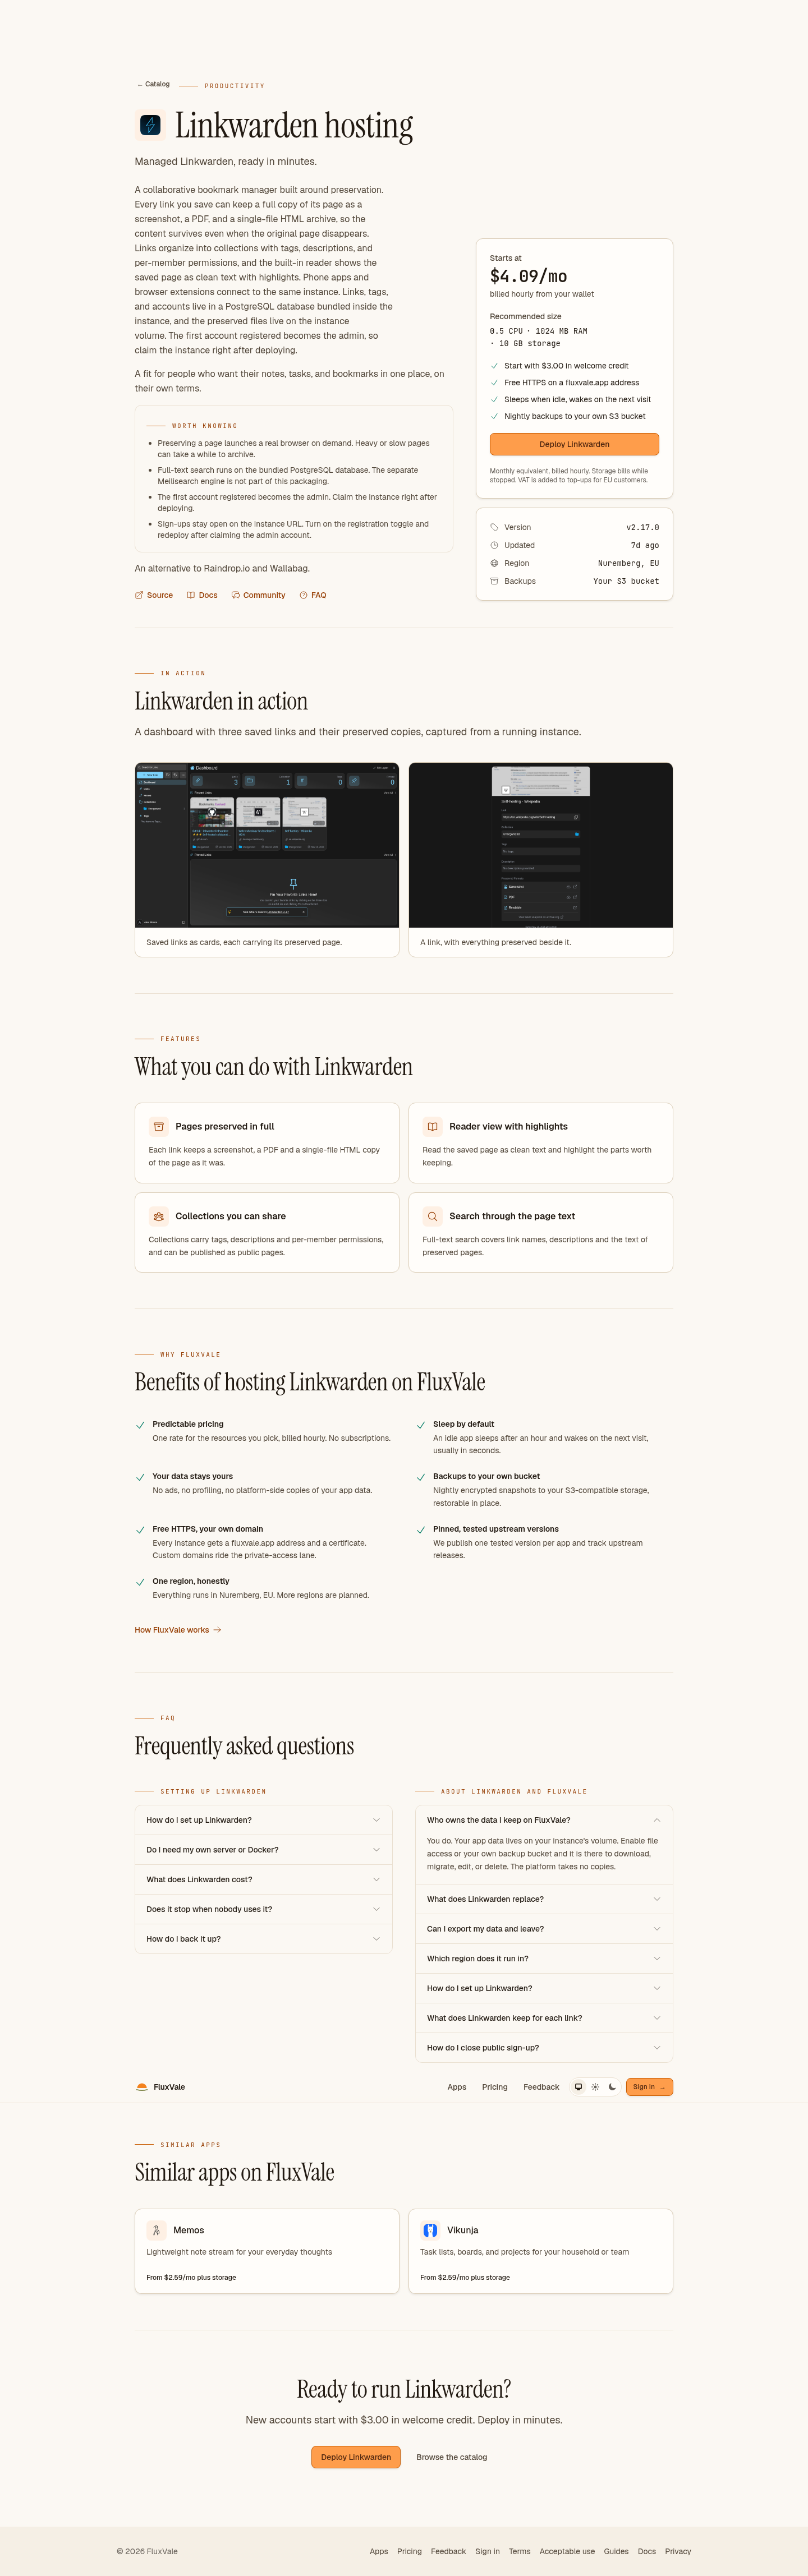 ← Catalog
PRODUCTIVITY
Linkwarden hosting
Managed Linkwarden, ready in minutes.
A collaborative bookmark manager built around preservation.
Every link you save can keep a full copy of its page as a
screenshot, a PDF, and a single-file HTML archive, so the
content survives even when the original page disappears.
Links organize into collections with tags, descriptions, and
per-member permissions, and the built-in reader shows the
saved page as clean text with highlights. Phone apps and
browser extensions connect to the same instance. Links, tags,
and accounts live in a PostgreSQL database bundled inside the
instance, and the preserved files live on the instance
volume. The first account registered becomes the admin, so
claim the instance right after deploying.
A fit for people who want their notes, tasks, and bookmarks in one place, on
their own terms.
WORTH KNOWING
• Preserving a page launches a real browser on demand. Heavy or slow pages
can take a while to archive.
• Full-text search runs on the bundled PostgreSQL database. The separate
Meilisearch engine is not part of this packaging.
• The first account registered becomes the admin. Claim the instance right after
deploying.
• Sign-ups stay open on the instance URL. Turn on the registration toggle and
redeploy after claiming the admin account.
An alternative to Raindrop.io and Wallabag.
Source Docs Community FAQ
Starts at
$4.09/mo
billed hourly from your wallet
Recommended size
0.5 CPU · 1024 MB RAM
· 10 GB storage
Start with $3.00 in welcome credit
Free HTTPS on a fluxvale.app address
Sleeps when idle, wakes on the next visit
Nightly backups to your own S3 bucket
Deploy Linkwarden
Monthly equivalent, billed hourly. Storage bills while
stopped. VAT is added to top-ups for EU customers.
Version v2.17.0
Updated 7d ago
Region Nuremberg, EU
Backups Your S3 bucket
IN ACTION
Linkwarden in action
A dashboard with three saved links and their preserved copies, captured from a running instance.
Dashboard
Saved links as cards, each carrying its preserved page.
A link, with everything preserved beside it.
FEATURES
What you can do with Linkwarden
Pages preserved in full
Each link keeps a screenshot, a PDF and a single-file HTML copy
of the page as it was.
Reader view with highlights
Read the saved page as clean text and highlight the parts worth
keeping.
Collections you can share
Collections carry tags, descriptions and per-member permissions,
and can be published as public pages.
Search through the page text
Full-text search covers link names, descriptions and the text of
preserved pages.
WHY FLUXVALE
Benefits of hosting Linkwarden on FluxVale
Predictable pricing
One rate for the resources you pick, billed hourly. No subscriptions.
Sleep by default
An idle app sleeps after an hour and wakes on the next visit,
usually in seconds.
Your data stays yours
No ads, no profiling, no platform-side copies of your app data.
Backups to your own bucket
Nightly encrypted snapshots to your S3-compatible storage,
restorable in place.
Free HTTPS, your own domain
Every instance gets a fluxvale.app address and a certificate.
Custom domains ride the private-access lane.
Pinned, tested upstream versions
We publish one tested version per app and track upstream
releases.
One region, honestly
Everything runs in Nuremberg, EU. More regions are planned.
How FluxVale works →
FAQ
Frequently asked questions
SETTING UP LINKWARDEN
How do I set up Linkwarden?
Do I need my own server or Docker?
What does Linkwarden cost?
Does it stop when nobody uses it?
How do I back it up?
ABOUT LINKWARDEN AND FLUXVALE
Who owns the data I keep on FluxVale?
You do. Your app data lives on your instance's volume. Enable file
access or your own backup bucket and it is there to download,
migrate, edit, or delete. The platform takes no copies.
What does Linkwarden replace?
Can I export my data and leave?
Which region does it run in?
How do I set up Linkwarden?
What does Linkwarden keep for each link?
How do I close public sign-up?
FluxVale Apps Pricing Feedback Sign in →
SIMILAR APPS
Similar apps on FluxVale
Memos
Lightweight note stream for your everyday thoughts
From $2.59/mo plus storage
Vikunja
Task lists, boards, and projects for your household or team
From $2.59/mo plus storage
Ready to run Linkwarden?
New accounts start with $3.00 in welcome credit. Deploy in minutes.
Deploy Linkwarden Browse the catalog
© 2026 FluxVale Apps Pricing Feedback Sign in Terms Acceptable use Guides Docs Privacy